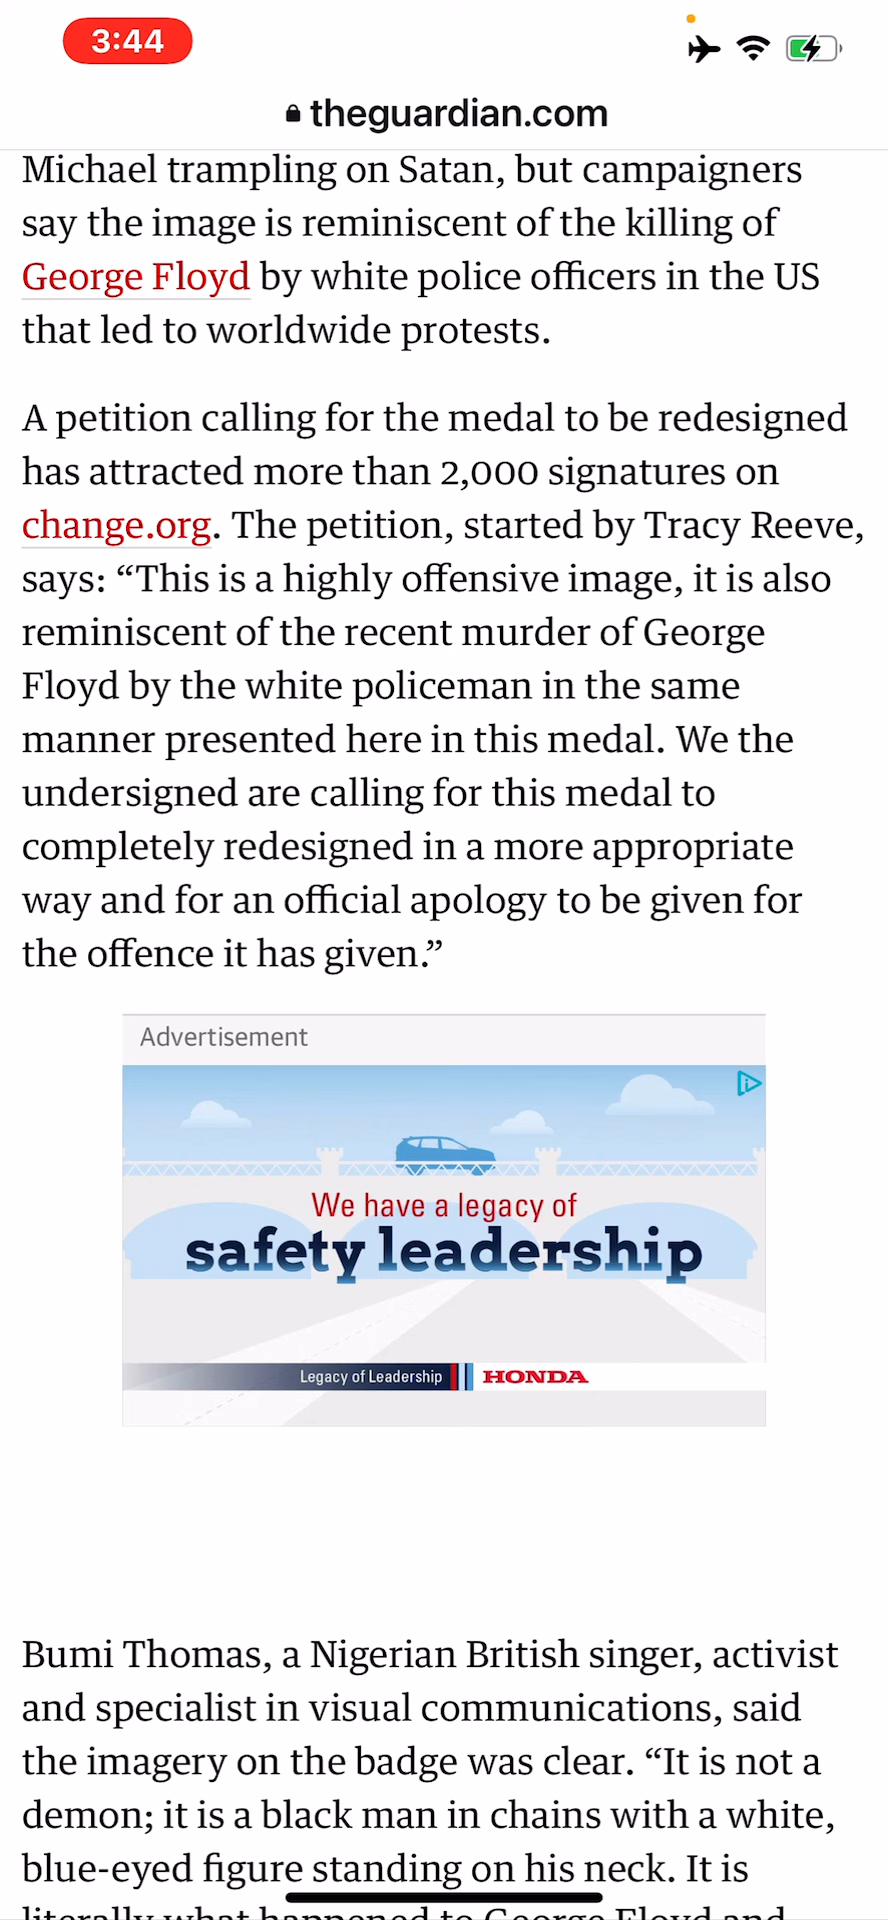 3:44
theguardian.com
Michael trampling on Satan, but campaigners
say the image is reminiscent of the killing of
George Floyd by white police officers in the US
that led to worldwide protests.
A petition calling for the medal to be redesigned
has attracted more than 2,000 signatures on
change.org. The petition, started by Tracy Reeve,
says: “This is a highly offensive image, it is also
reminiscent of the recent murder of George
Floyd by the white policeman in the same
manner presented here in this medal. We the
undersigned are calling for this medal to
completely redesigned in a more appropriate
way and for an official apology to be given for
the offence it has given.”
Advertisement
We have a legacy of
safety leadership
Legacy of Leadership
HONDA
Bumi Thomas, a Nigerian British singer, activist
and specialist in visual communications, said
the imagery on the badge was clear. “It is not a
demon; it is a black man in chains with a white,
blue-eyed figure standing on his neck. It is
literally what happened to George Floyd and